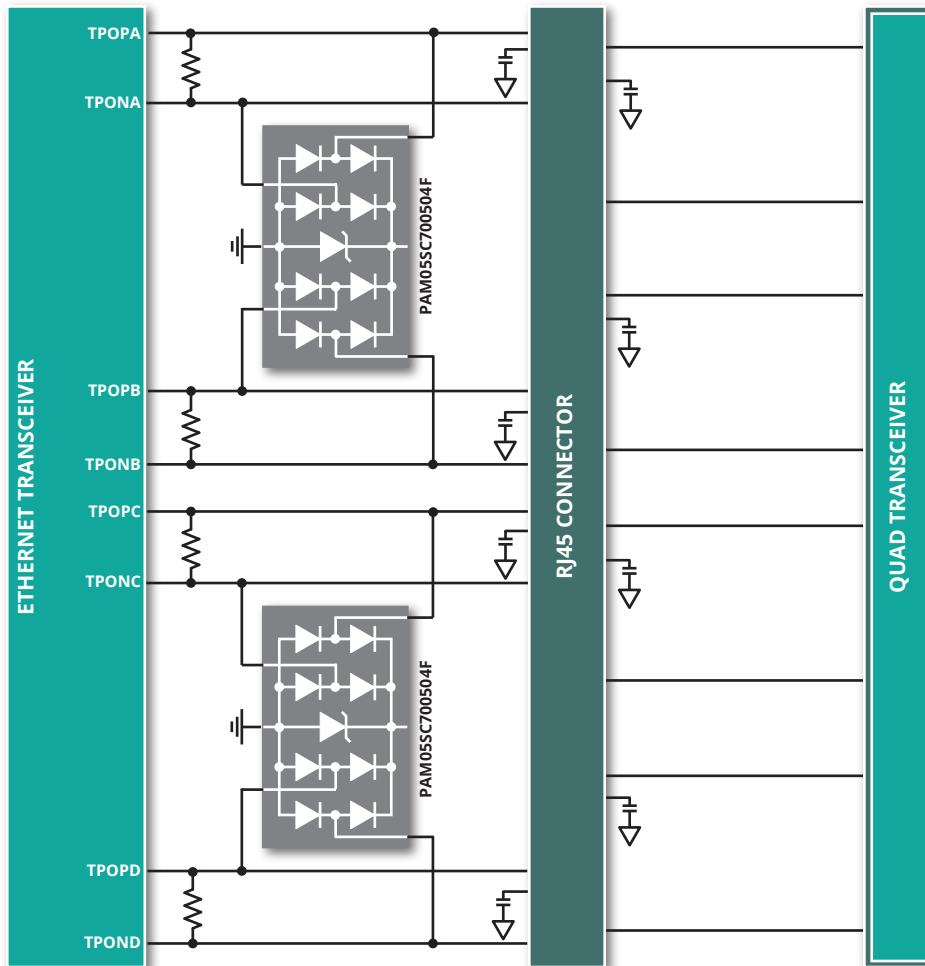 TPOPA
TPONA
PAM05SC700504F
TPOPB
TPONB
ETHERNET TRANSCEIVER
RJ45 CONNECTOR
QUAD TRANSCEIVER
TPOPC
TPONC
PAM05SC700504F
TPOPD
TPOND